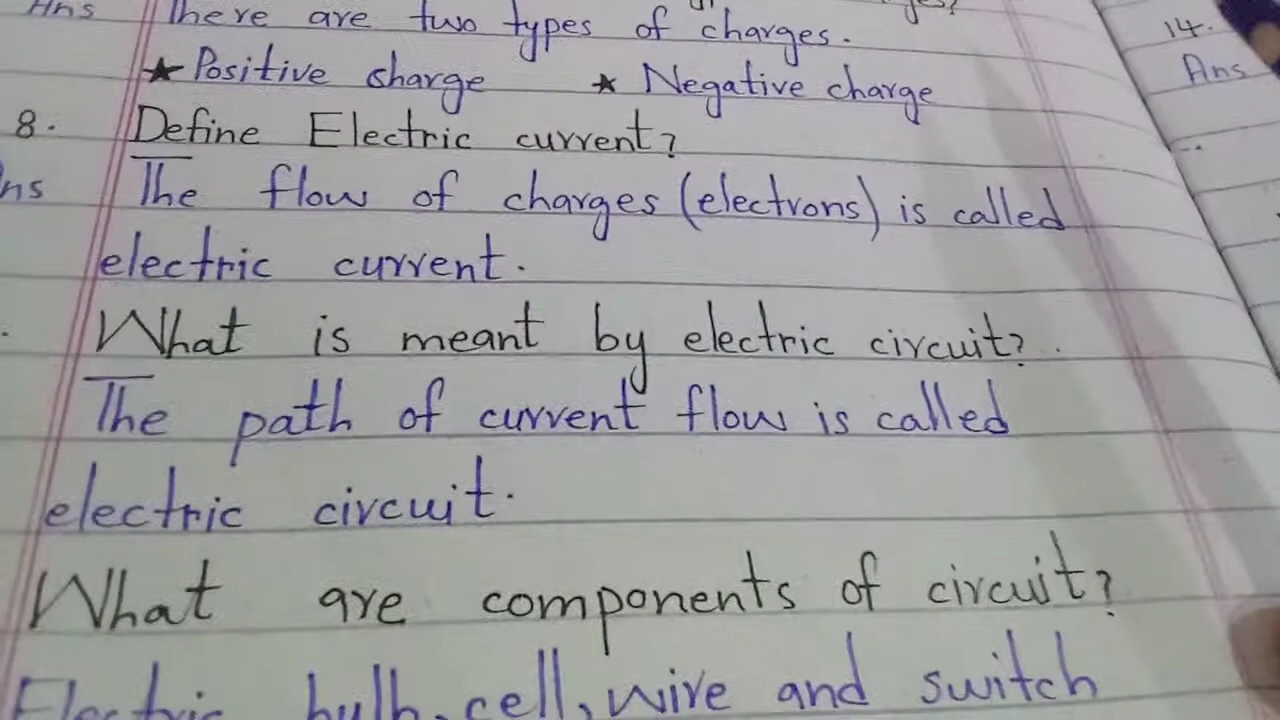 Ans There are two types of charges.
★ Positive charge ★ Negative charge
8. Define Electric current?
Ans The flow of charges (electrons) is called
electric current.
What is meant by electric circuit?
The path of current flow is called
electric circuit.
What are components of circuit?
Electric bulb, cell, wire and switch
14.
Ans